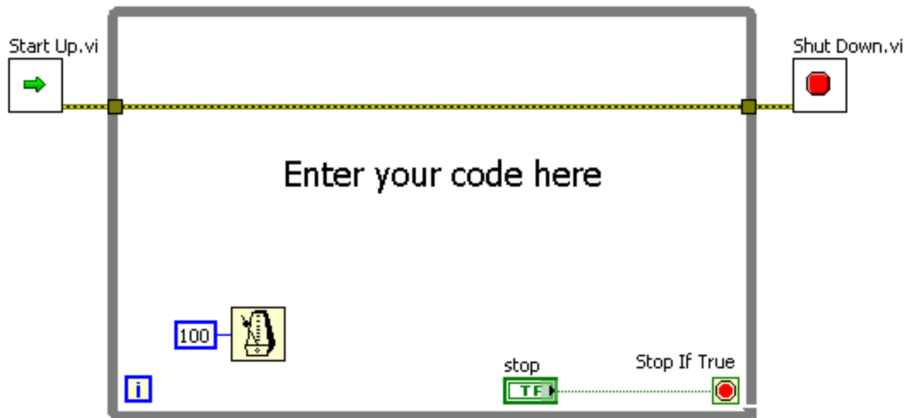 Start Up.vi
Shut Down.vi
Enter your code here
100
stop
Stop If True
i
TF